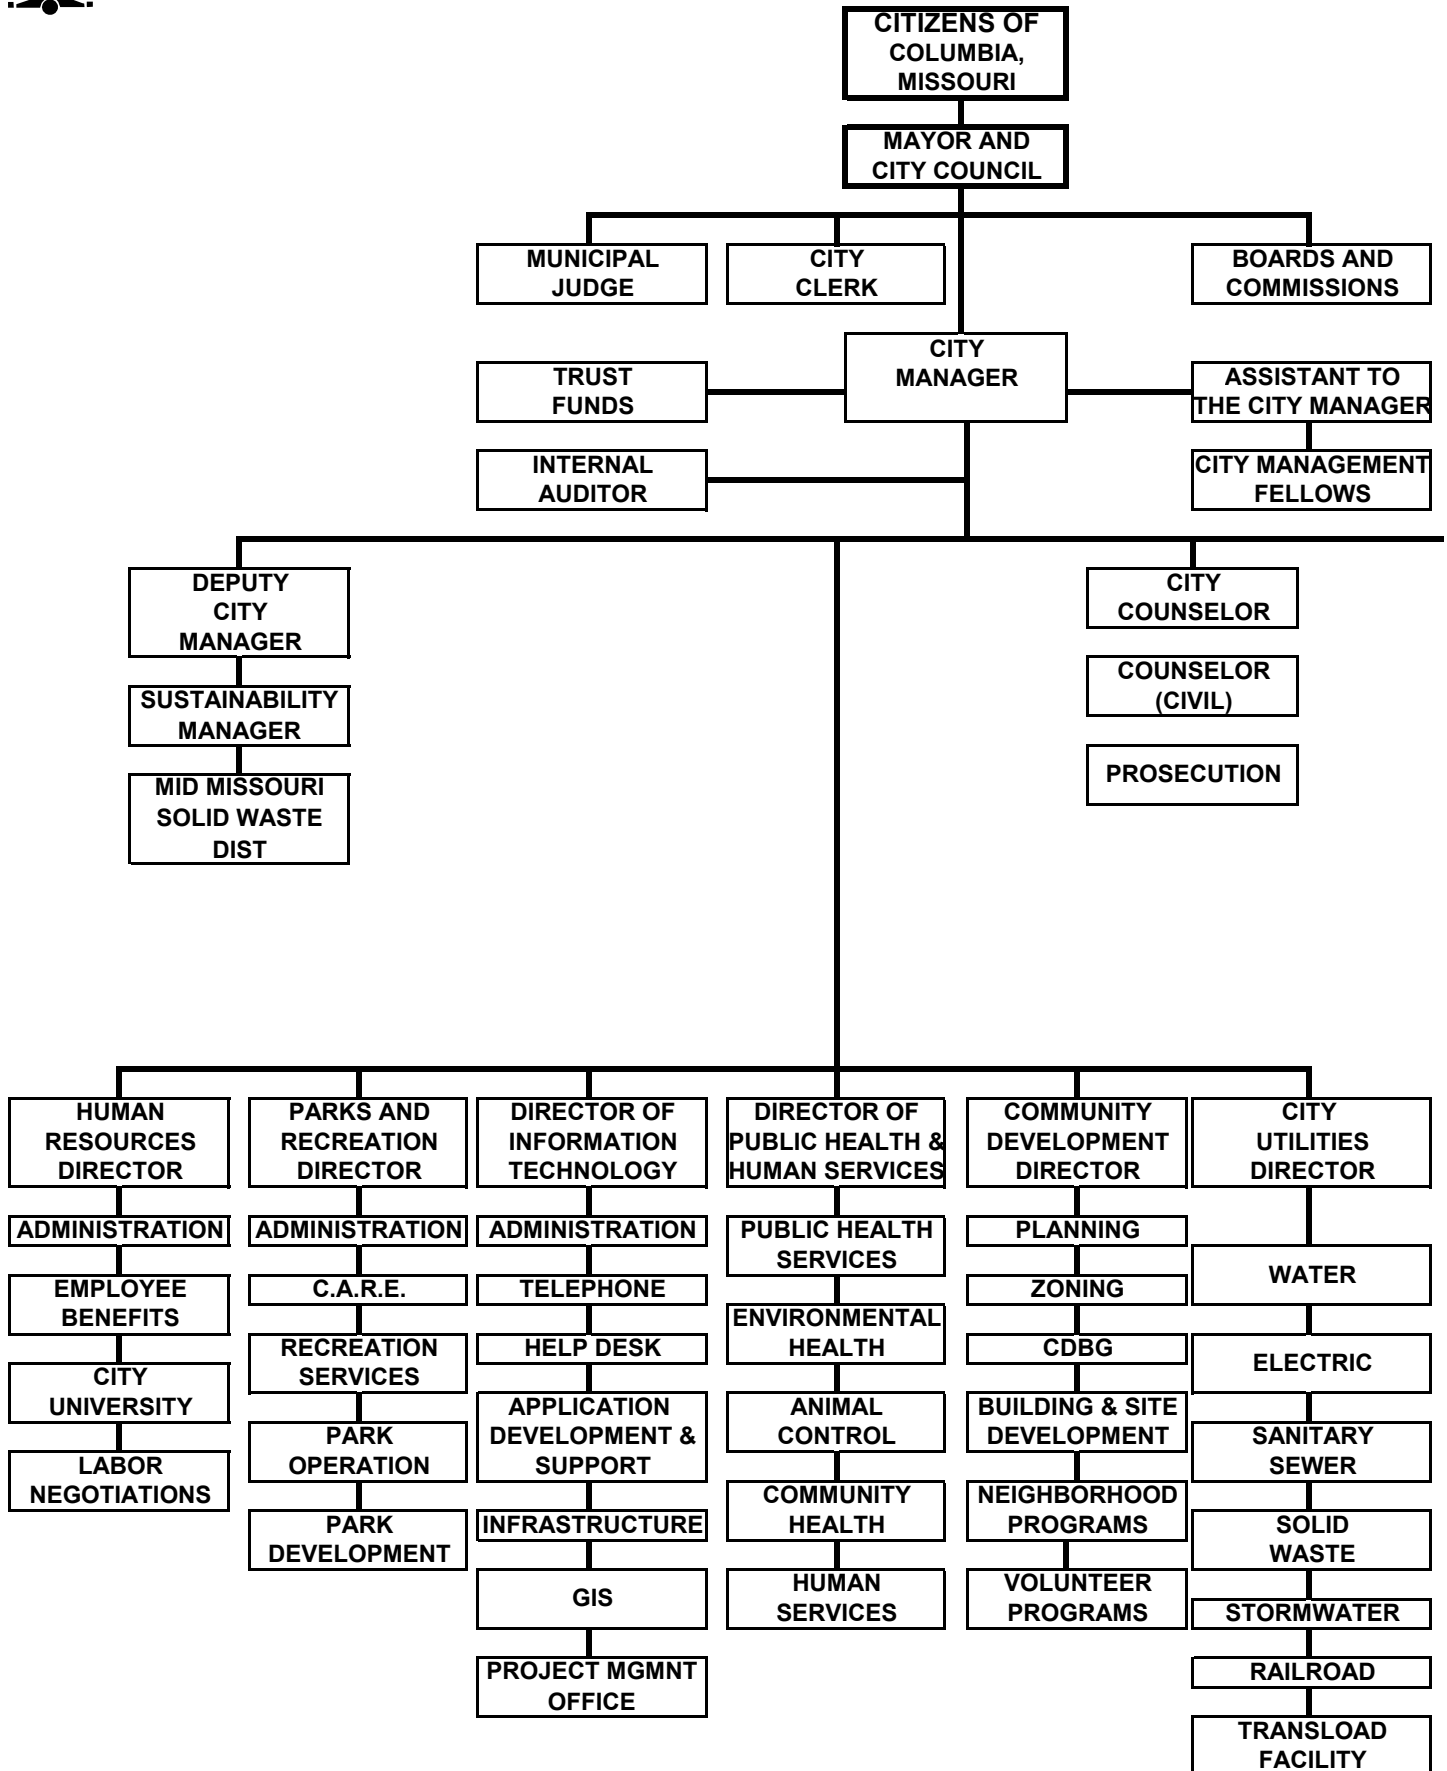 CITIZENS OF
COLUMBIA,
MISSOURI
MAYOR AND
CITY COUNCIL
MUNICIPAL
JUDGE
CITY
CLERK
BOARDS AND
COMMISSIONS
CITY
MANAGER
TRUST
FUNDS
ASSISTANT TO
THE CITY MANAGER
INTERNAL
AUDITOR
CITY MANAGEMENT
FELLOWS
DEPUTY
CITY
MANAGER
SUSTAINABILITY
MANAGER
MID MISSOURI
SOLID WASTE
DIST
CITY
COUNSELOR
COUNSELOR
(CIVIL)
PROSECUTION
HUMAN
RESOURCES
DIRECTOR
ADMINISTRATION
EMPLOYEE
BENEFITS
CITY
UNIVERSITY
LABOR
NEGOTIATIONS
PARKS AND
RECREATION
DIRECTOR
ADMINISTRATION
C.A.R.E.
RECREATION
SERVICES
PARK
OPERATION
PARK
DEVELOPMENT
DIRECTOR OF
INFORMATION
TECHNOLOGY
ADMINISTRATION
TELEPHONE
HELP DESK
APPLICATION
DEVELOPMENT &
SUPPORT
INFRASTRUCTURE
GIS
PROJECT MGMNT
OFFICE
DIRECTOR OF
PUBLIC HEALTH &
HUMAN SERVICES
PUBLIC HEALTH
SERVICES
ENVIRONMENTAL
HEALTH
ANIMAL
CONTROL
COMMUNITY
HEALTH
HUMAN
SERVICES
COMMUNITY
DEVELOPMENT
DIRECTOR
PLANNING
ZONING
CDBG
BUILDING & SITE
DEVELOPMENT
NEIGHBORHOOD
PROGRAMS
VOLUNTEER
PROGRAMS
CITY
UTILITIES
DIRECTOR
WATER
ELECTRIC
SANITARY
SEWER
SOLID
WASTE
STORMWATER
RAILROAD
TRANSLOAD
FACILITY